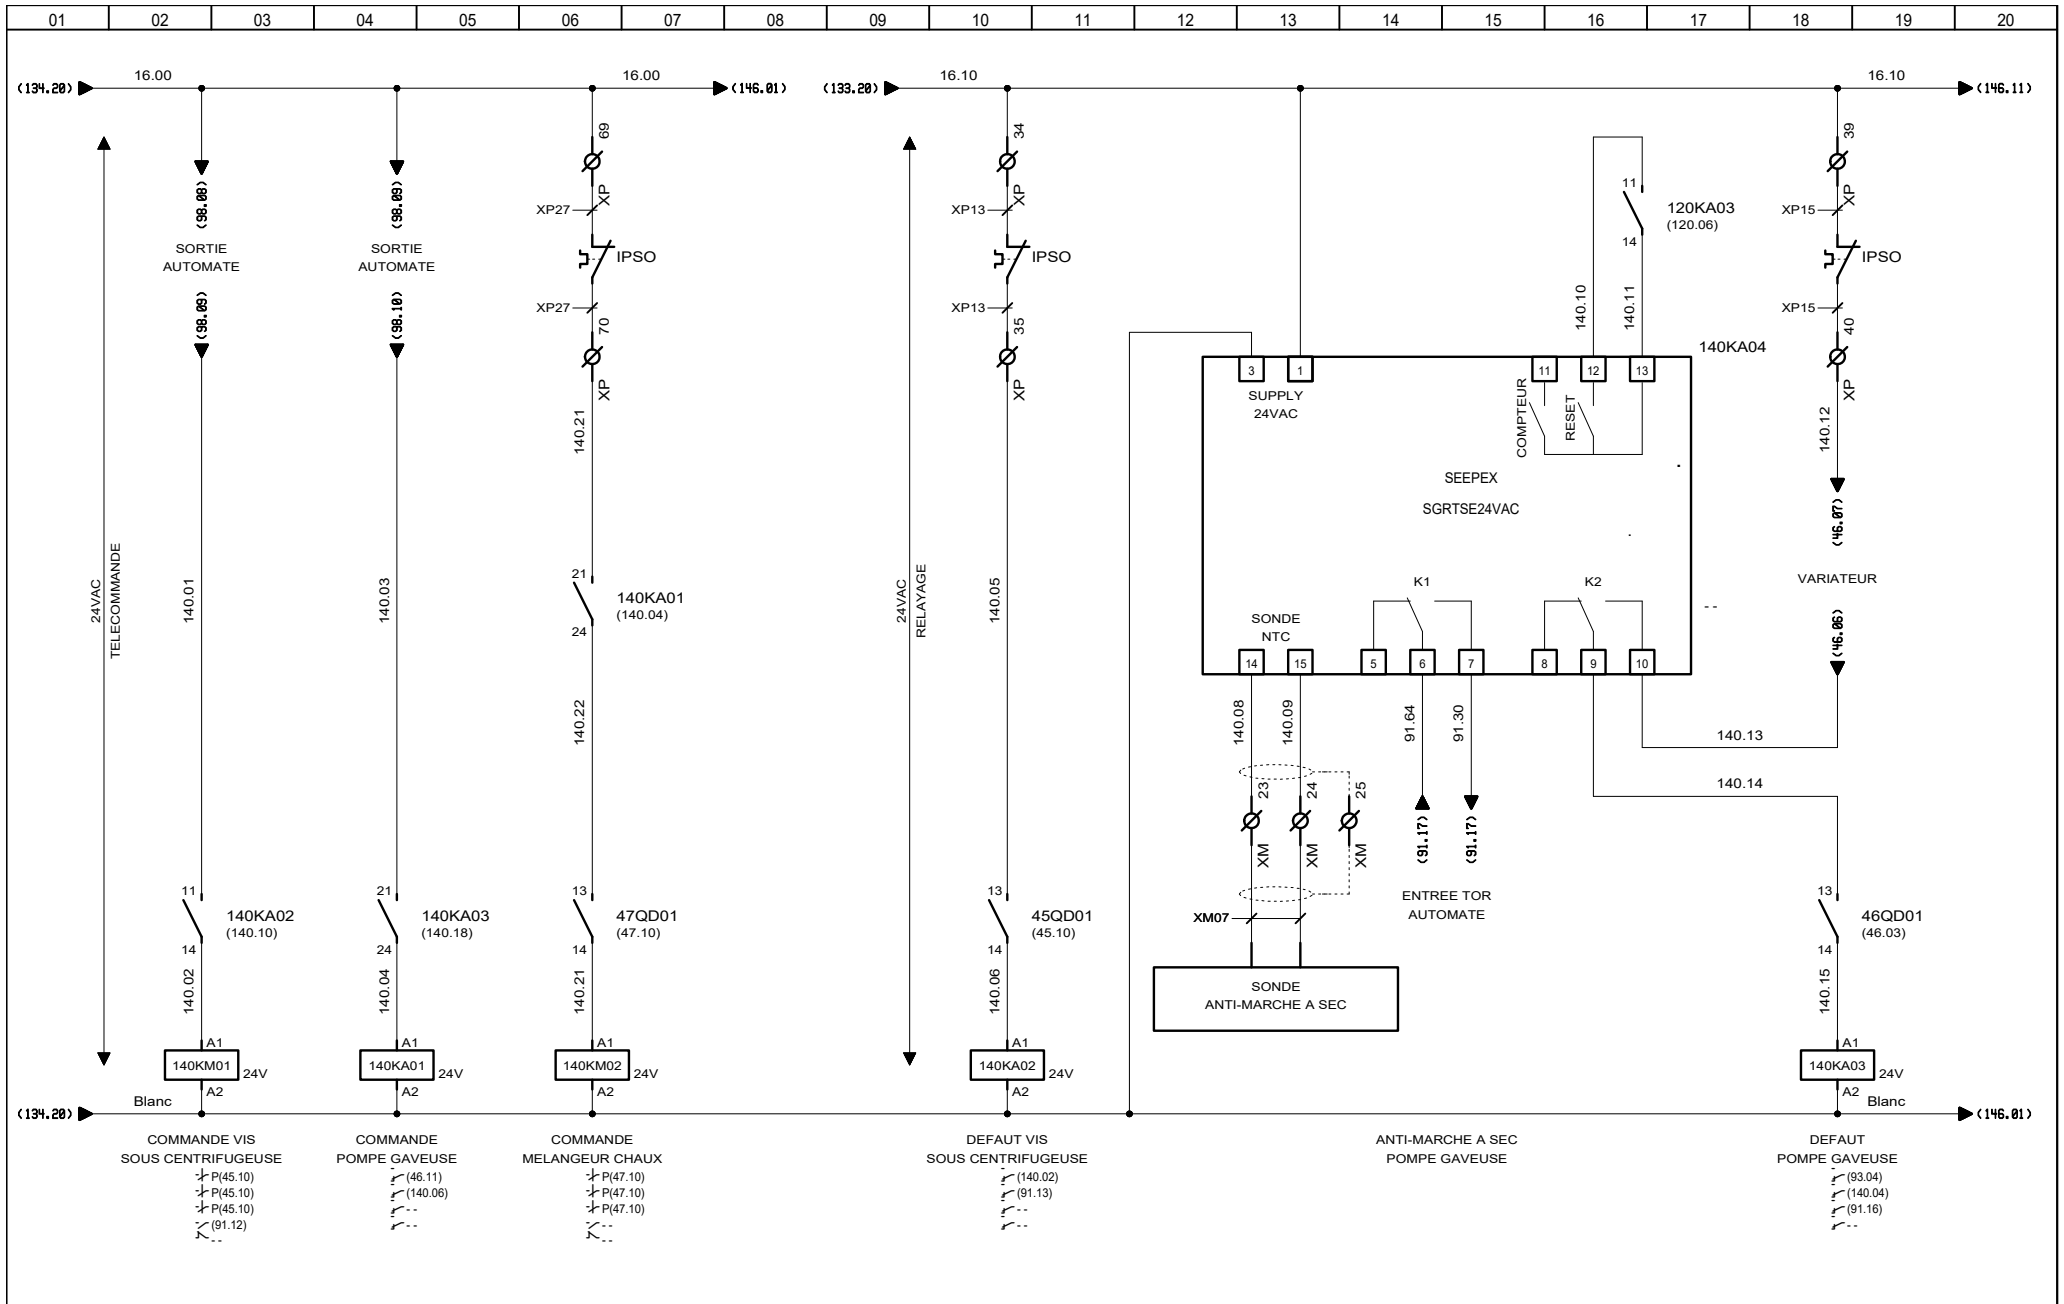 01 02 03 04 05 06 07 08 09 10 11 12 13 14 15 16 17 18 19 20
16.00 16.00 16.10 16.10
(134.20) (146.01) (133.20) (146.11)
69 34 39
XP XP XP
(98.08) (98.09)
XP27 XP13 XP15
11
120KA03
(120.06)
14
SORTIE
AUTOMATE
SORTIE
AUTOMATE
IPSO IPSO IPSO
(98.09) (98.10)
XP27 XP13 XP15
70 35 40
XP XP XP
140.10 140.11
140KA04
3 1 11 12 13
SUPPLY
24VAC
COMPTEUR
RESET
140.21 140.12
SEEPEX
SGRTSE24VAC
(46.07)
VARIATEUR
(46.06)
24VAC
TELECOMMANDE
140.01 140.03
21
140KA01
(140.04)
24
24VAC
RELAYAGE
140.05
K1 K2
--
SONDE
NTC
14 15 5 6 7 8 9 10
140.22 140.08 140.09 91.64 91.30
140.13
140.14
23 24 25
XM XM XM
(91.17) (91.17)
ENTREE TOR
AUTOMATE
XM07
11
140KA02
(140.10)
14
21
140KA03
(140.18)
24
13
47QD01
(47.10)
14
13
45QD01
(45.10)
14
13
46QD01
(46.03)
14
140.02 140.04 140.21 140.06 140.15
SONDE
ANTI-MARCHE A SEC
A1 A1 A1 A1 A1
140KM01 24V 140KA01 24V 140KM02 24V 140KA02 24V 140KA03 24V
A2 A2 A2 A2 A2
Blanc Blanc
(134.20) (146.01)
COMMANDE VIS
SOUS CENTRIFUGEUSE
P(45.10)
P(45.10)
P(45.10)
(91.12)
--
COMMANDE
POMPE GAVEUSE
(46.11)
(140.06)
--
--
COMMANDE
MELANGEUR CHAUX
P(47.10)
P(47.10)
P(47.10)
--
--
DEFAUT VIS
SOUS CENTRIFUGEUSE
(140.02)
(91.13)
--
--
ANTI-MARCHE A SEC
POMPE GAVEUSE
DEFAUT
POMPE GAVEUSE
(93.04)
(140.04)
(91.16)
--